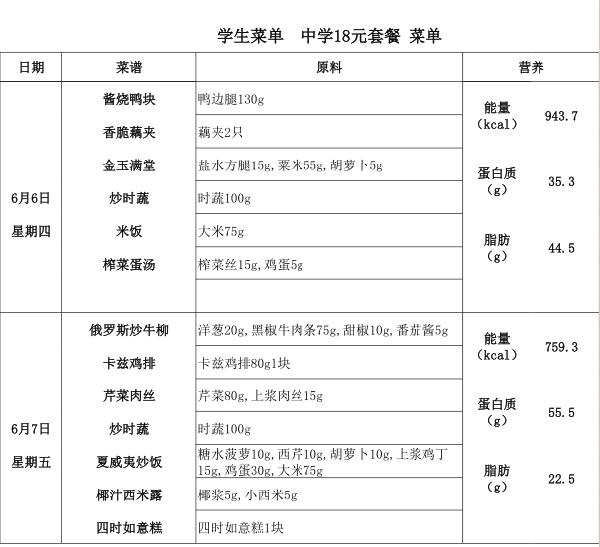 学生菜单 中学18元套餐 菜单
日期 菜谱 原料 营养
6月6日
星期四
酱烧鸭块 鸭边腿130g
香脆藕夹 藕夹2只
金玉满堂 盐水方腿15g,粟米55g,胡萝卜5g
炒时蔬 时蔬100g
米饭 大米75g
榨菜蛋汤 榨菜丝15g,鸡蛋5g
能量
（kcal） 943.7
蛋白质
（g） 35.3
脂肪
（g） 44.5
6月7日
星期五
俄罗斯炒牛柳 洋葱20g,黑椒牛肉条75g,甜椒10g,番茄酱5g
卡兹鸡排 卡兹鸡排80g1块
芹菜肉丝 芹菜80g,上浆肉丝15g
炒时蔬 时蔬100g
夏威夷炒饭 糖水菠萝10g,西芹10g,胡萝卜10g,上浆鸡丁
15g,鸡蛋30g,大米75g
椰汁西米露 椰浆5g,小西米5g
四时如意糕 四时如意糕1块
能量
（kcal） 759.3
蛋白质
（g） 55.5
脂肪
（g） 22.5